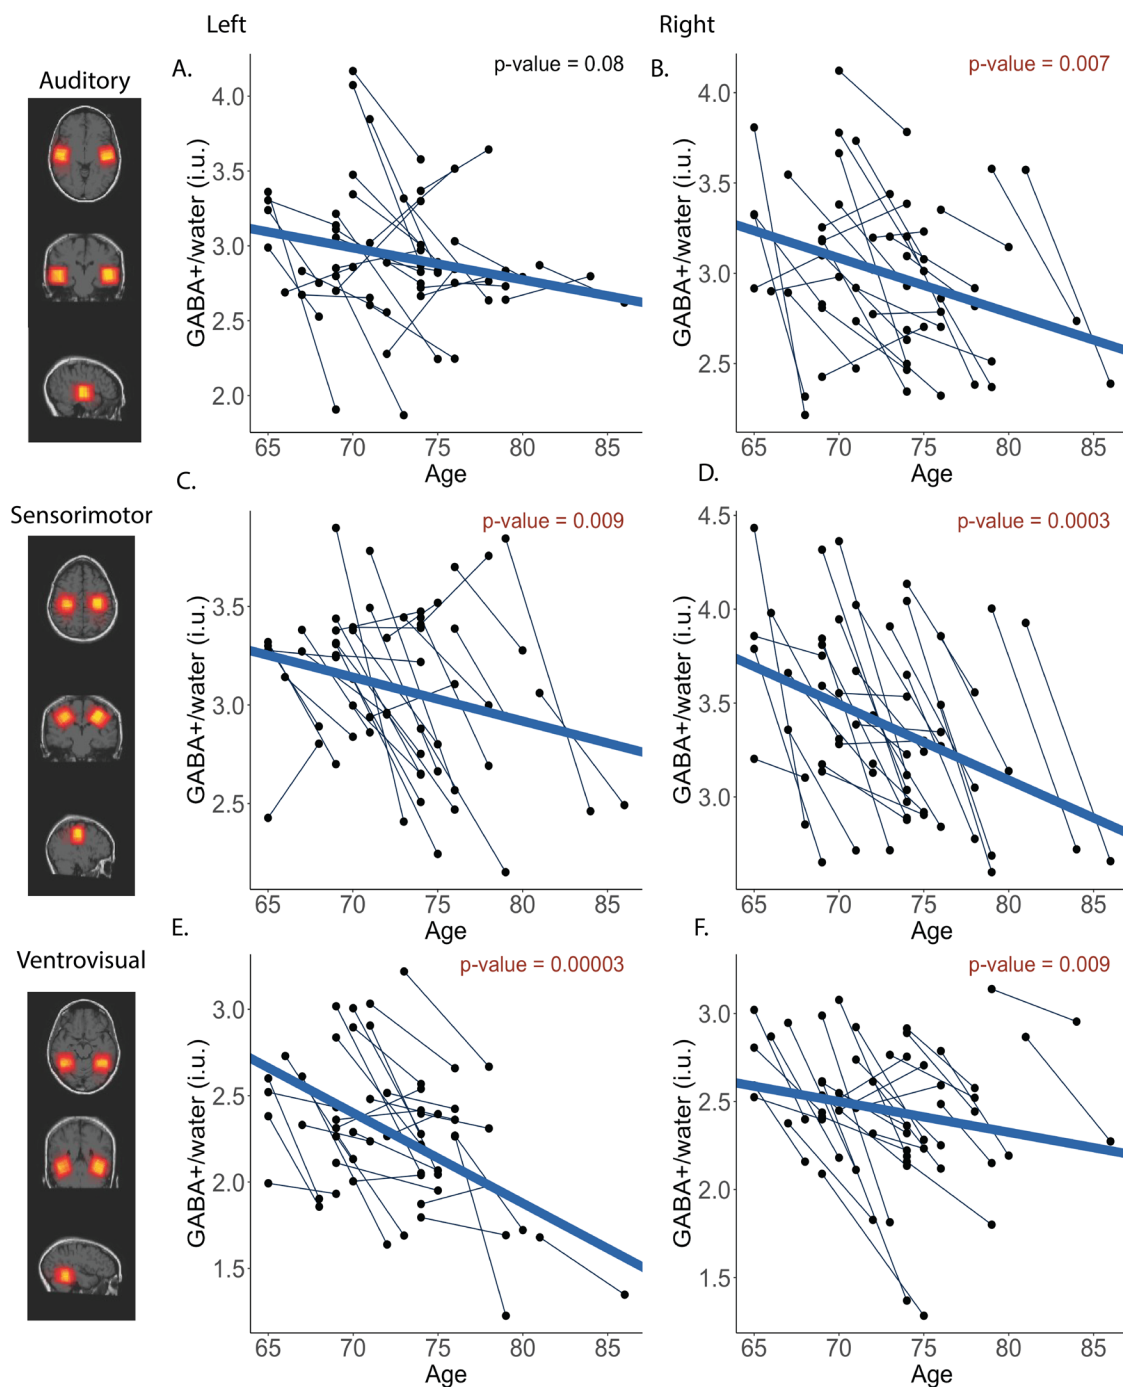 Left
Right
Auditory
A.
p-value = 0.08
GABA+/water (i.u.)
4.0
3.5
3.0
2.5
2.0
65 70 75 80 85
Age
B.
p-value = 0.007
GABA+/water (i.u.)
4.0
3.5
3.0
2.5
65 70 75 80 85
Age
Sensorimotor
C.
p-value = 0.009
GABA+/water (i.u.)
3.5
3.0
2.5
65 70 75 80 85
Age
D.
p-value = 0.0003
GABA+/water (i.u.)
4.5
4.0
3.5
3.0
65 70 75 80 85
Age
Ventrovisual
E.
p-value = 0.00003
GABA+/water (i.u.)
3.0
2.5
2.0
1.5
65 70 75 80 85
Age
F.
p-value = 0.009
GABA+/water (i.u.)
3.0
2.5
2.0
1.5
65 70 75 80 85
Age